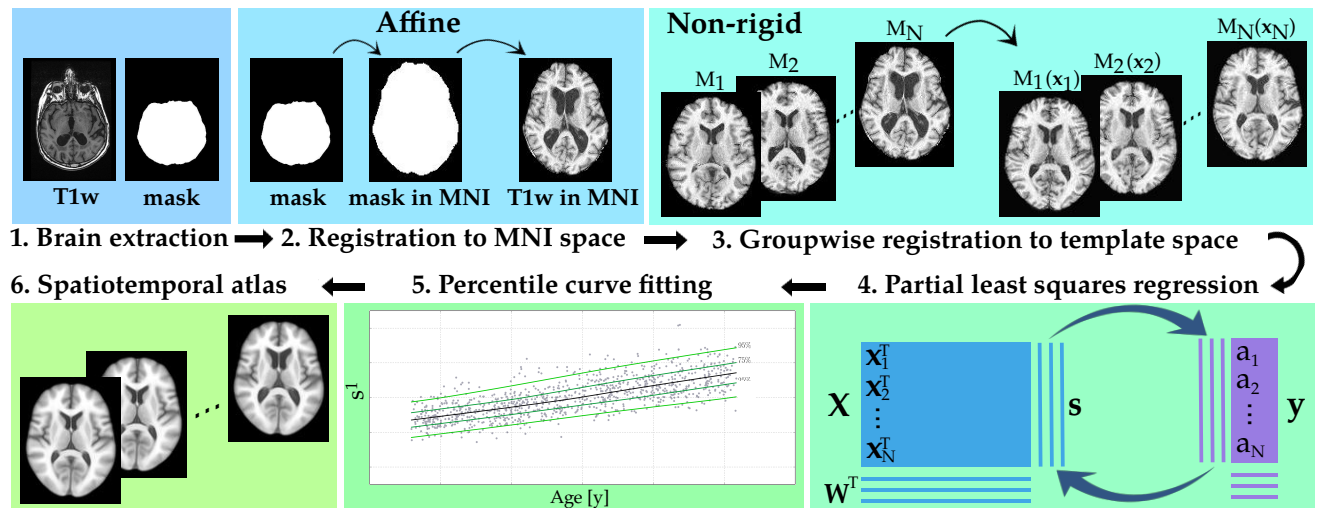 Affine
Non-rigid
M_N
M_N(x_N)
M_2
M_2(x_2)
M_1
M_1(x_1)
T1w
mask
mask
mask in MNI
T1w in MNI
1. Brain extraction
2. Registration to MNI space
3. Groupwise registration to template space
6. Spatiotemporal atlas
5. Percentile curve fitting
4. Partial least squares regression
95%
75%
s^1
Age [y]
X
x_1^T
x_2^T
⋮
x_N^T
W^T
s
a_1
a_2
⋮
a_N
y